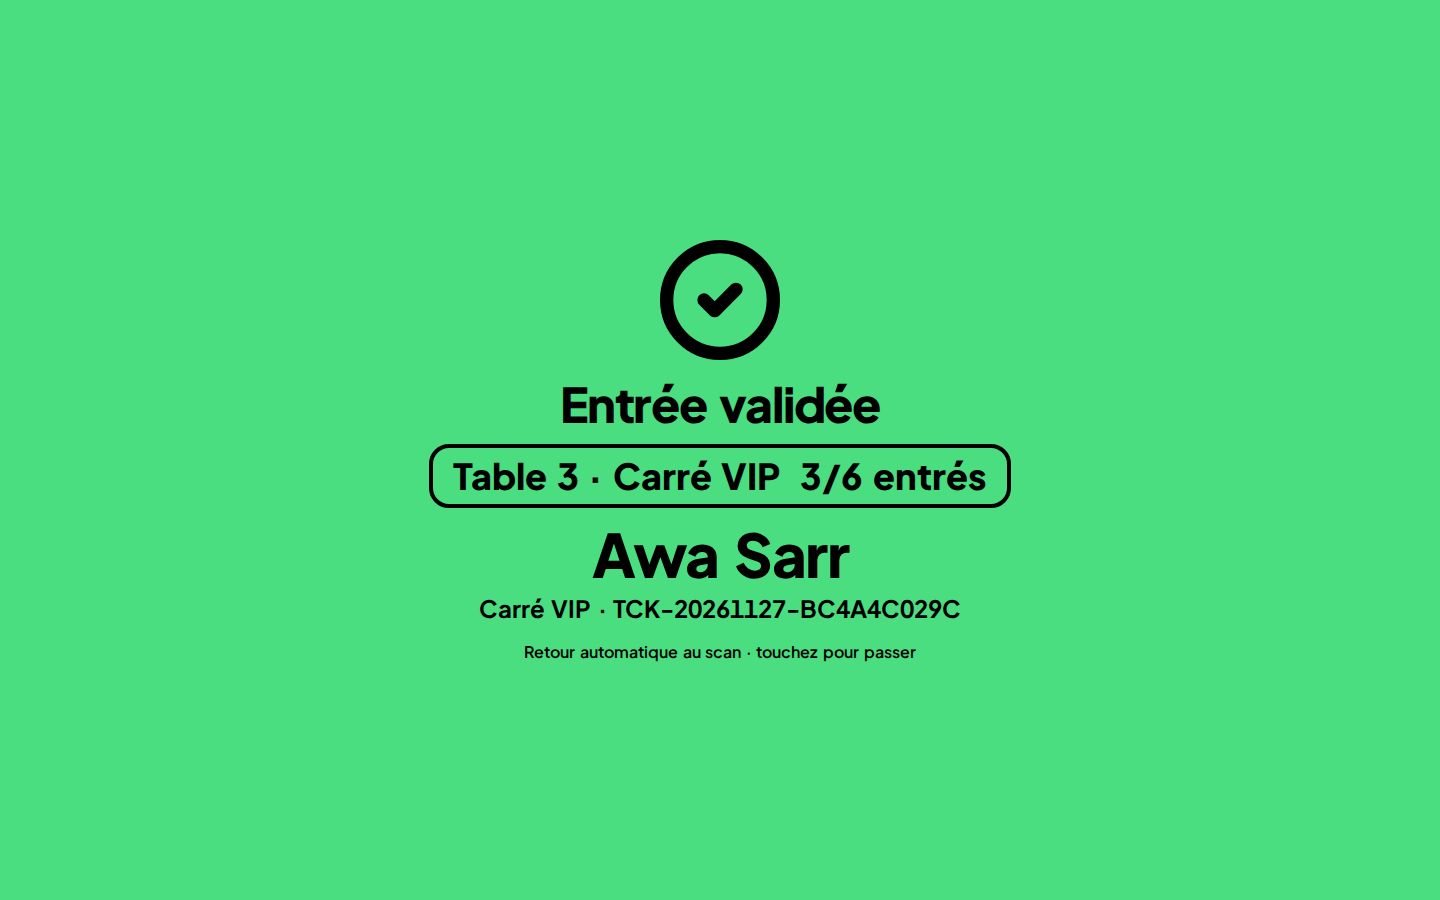 Entrée validée
Table 3 · Carré VIP 3/6 entrés
Awa Sarr
Carré VIP · TCK-20261127-BC4A4C029C
Retour automatique au scan · touchez pour passer